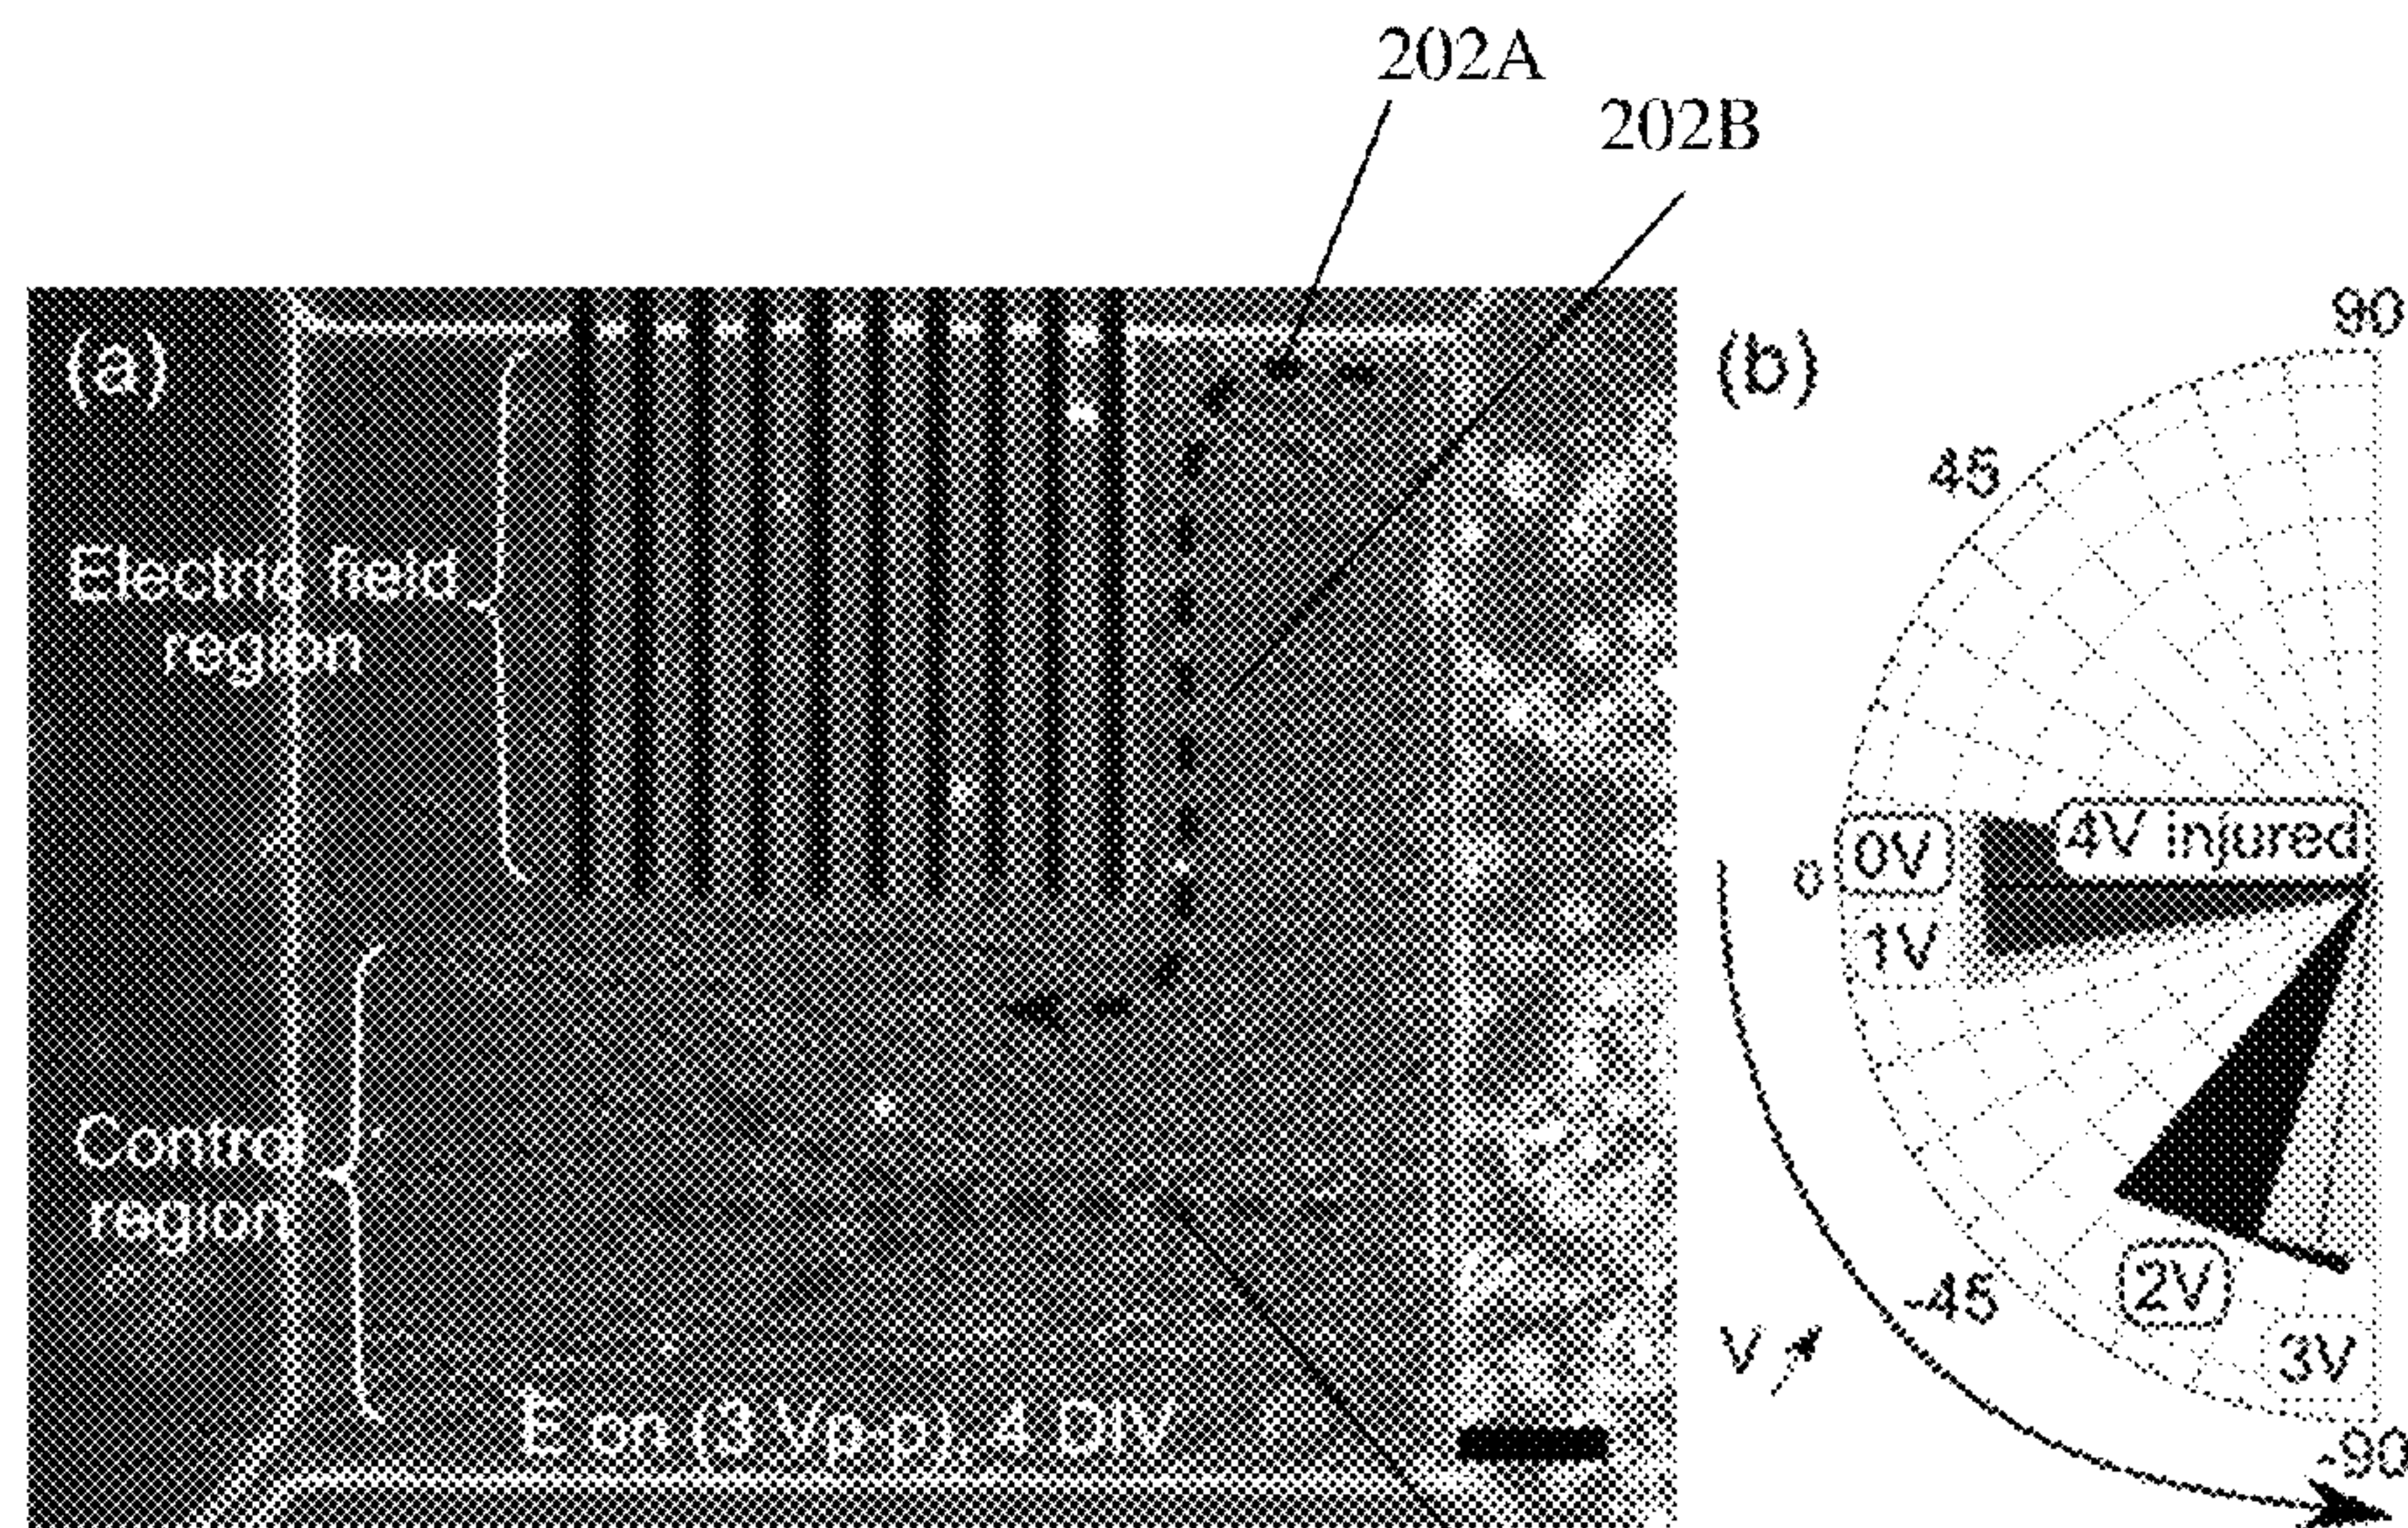 202A
202B
(a)
Electric field
region
Control
region
E on (3 Vp-p) 4 DIV
(b)
90
45
0V
4V injured
0
1V
-45
2V
V
3V
-90